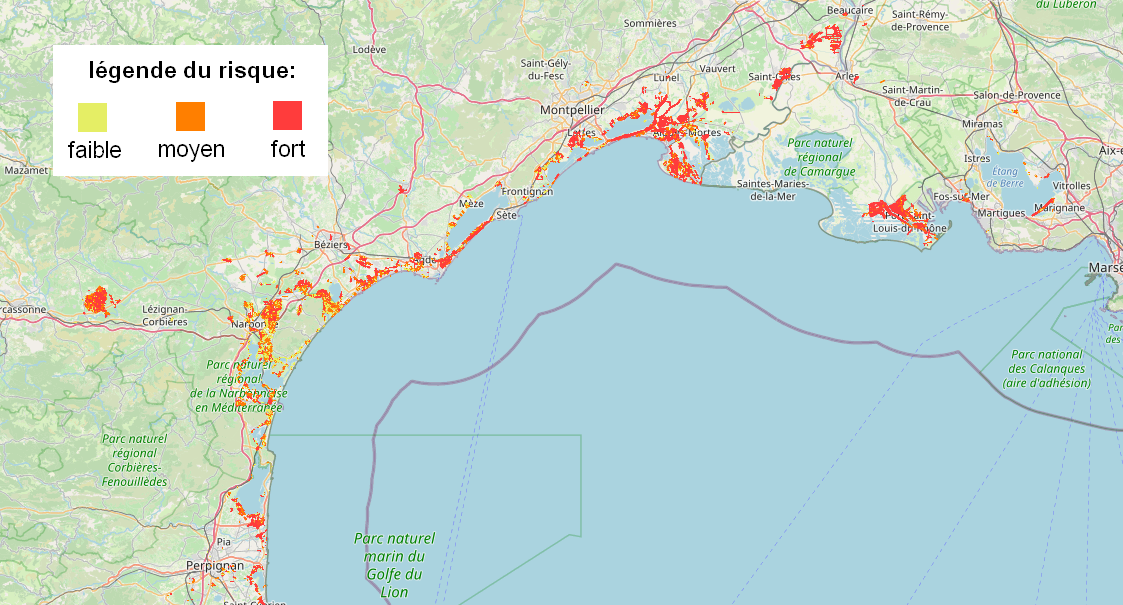 légende du risque:
faible
moyen
fort
Beaucaire
du Luberon
Sommières
Saint-Rémy-
de-Provence
Lodève
Saint-Gély-
du-Fesc
Lunel
Vauvert
Saint-Gilles
Arles
Saint-Martin-
de-Crau
Salon-de-Provence
Montpellier
Miramas
Lattes
Aigues-Mortes
Parc naturel
régional
de Camargue
Aix-e
Istres
Mazamet
Étang
de Berre
Vitrolles
Saintes-Maries-
de-la-Mer
Fos-sur-Mer
Frontignan
Mèze
Sète
Martigues
Marignane
Port-Saint-
Louis-du-Rhône
Béziers
Agde
Marse
Carcassonne
Lézignan-
Corbières
Narbonne
Parc naturel
régional
de la Narbonnaise
en Méditerranée
Parc national
des Calanques
(aire d'adhésion)
Par
des
Parc naturel
régional
Corbières-
Fenouillèdes
Pia
Perpignan
Parc naturel
marin du
Golfe du
Lion
Saint-Cyprien